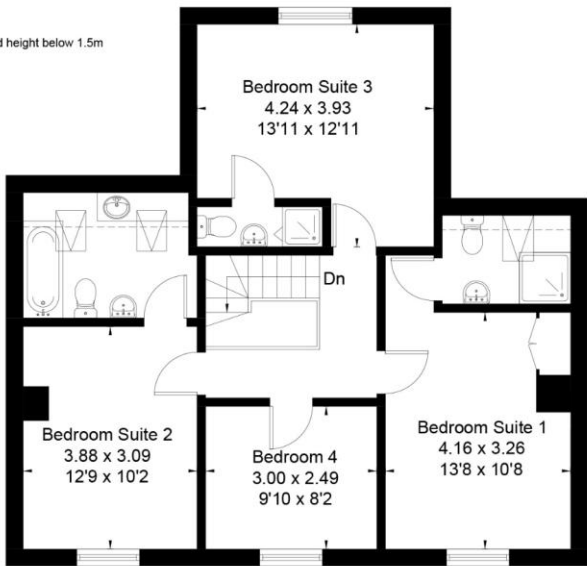 d height below 1.5m
Bedroom Suite 3
4.24 x 3.93
13'11 x 12'11
Dn
Bedroom Suite 2
3.88 x 3.09
12'9 x 10'2
Bedroom 4
3.00 x 2.49
9'10 x 8'2
Bedroom Suite 1
4.16 x 3.26
13'8 x 10'8